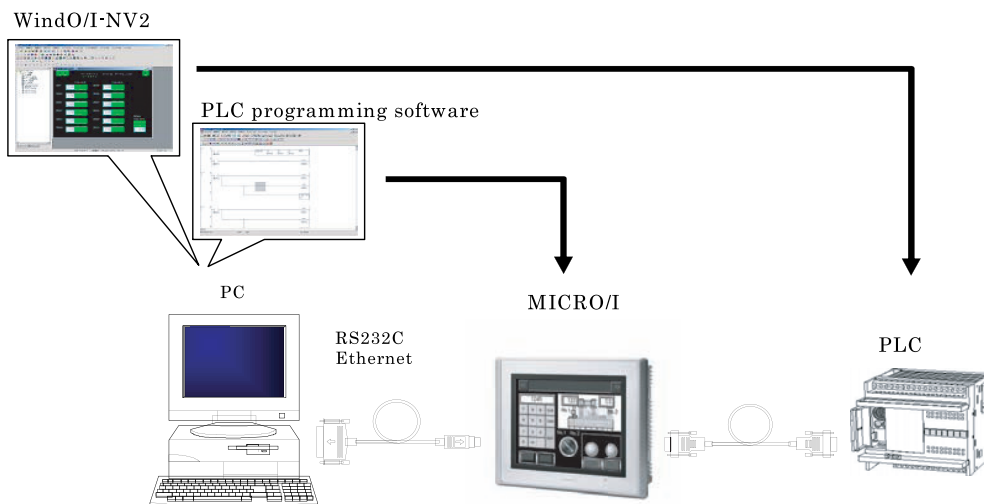 WindO/I-NV2
PLC programming software
PC
MICRO/I
RS232C
Ethernet
PLC